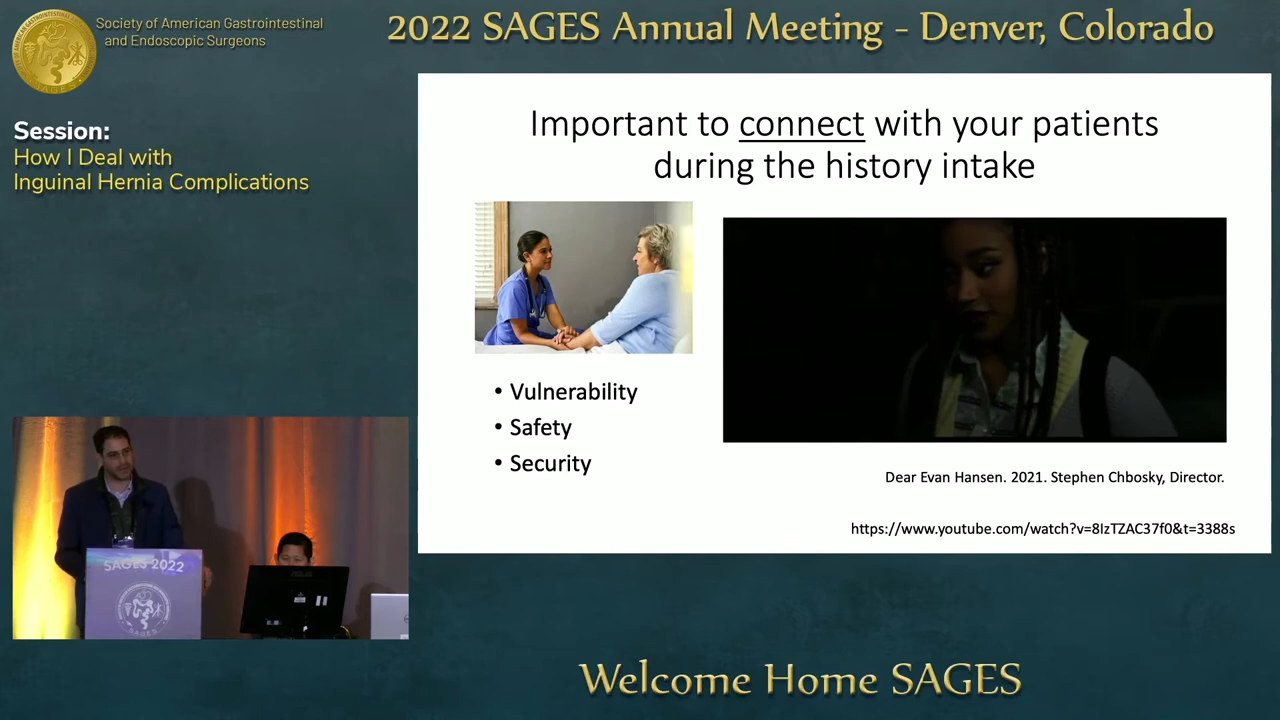 Society of American Gastrointestinal
and Endoscopic Surgeons
2022 SAGES Annual Meeting - Denver, Colorado
Session:
How I Deal with
Inguinal Hernia Complications
Important to connect with your patients
during the history intake
• Vulnerability
• Safety
• Security
Dear Evan Hansen. 2021. Stephen Chbosky, Director.
https://www.youtube.com/watch?v=8IzTZAC37f0&t=3388s
SAGES 2022
SAGES
Welcome Home SAGES